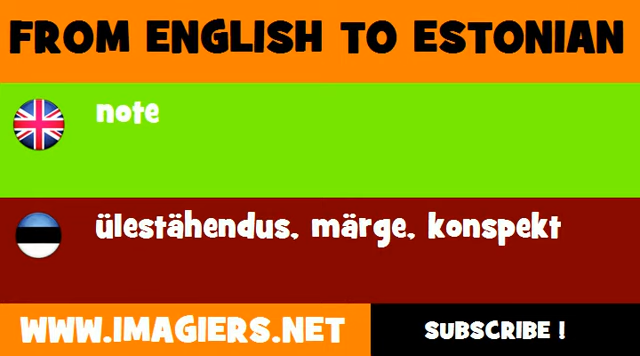 FROM ENGLISH TO ESTONIAN
note
ülestähendus, märge, konspekt
WWW.IMAGIERS.NET
SUBSCRIBE !